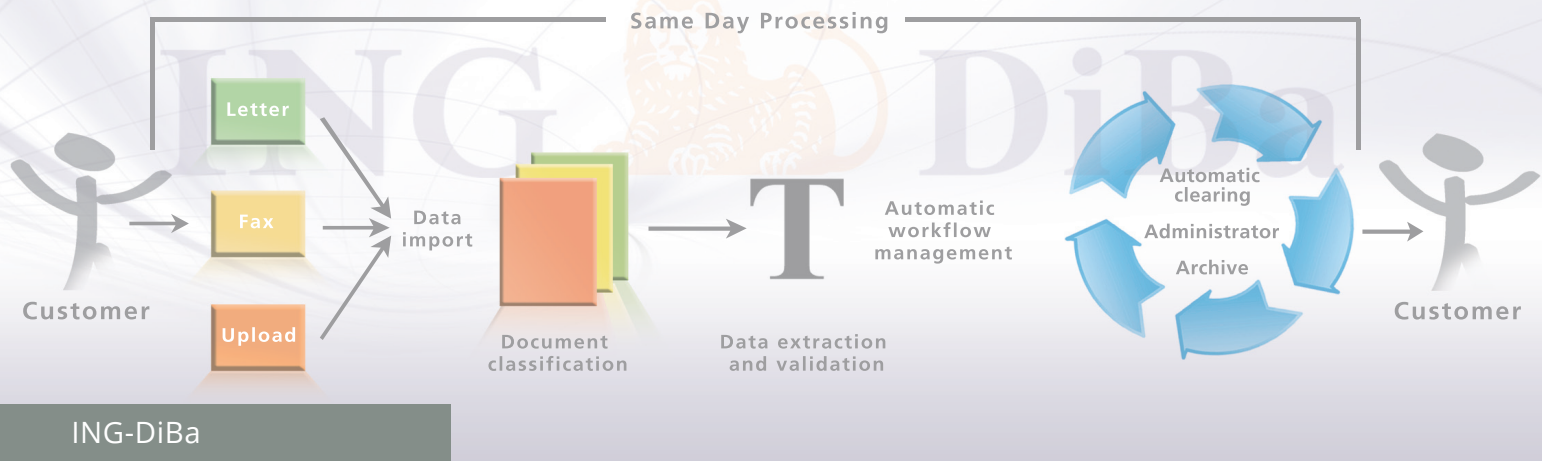 Same Day Processing
ING DiBa
Customer
Letter
Fax
Upload
Data
import
Document
classification
T
Data extraction
and validation
Automatic
workflow
management
Automatic
clearing
Administrator
Archive
Customer
ING-DiBa